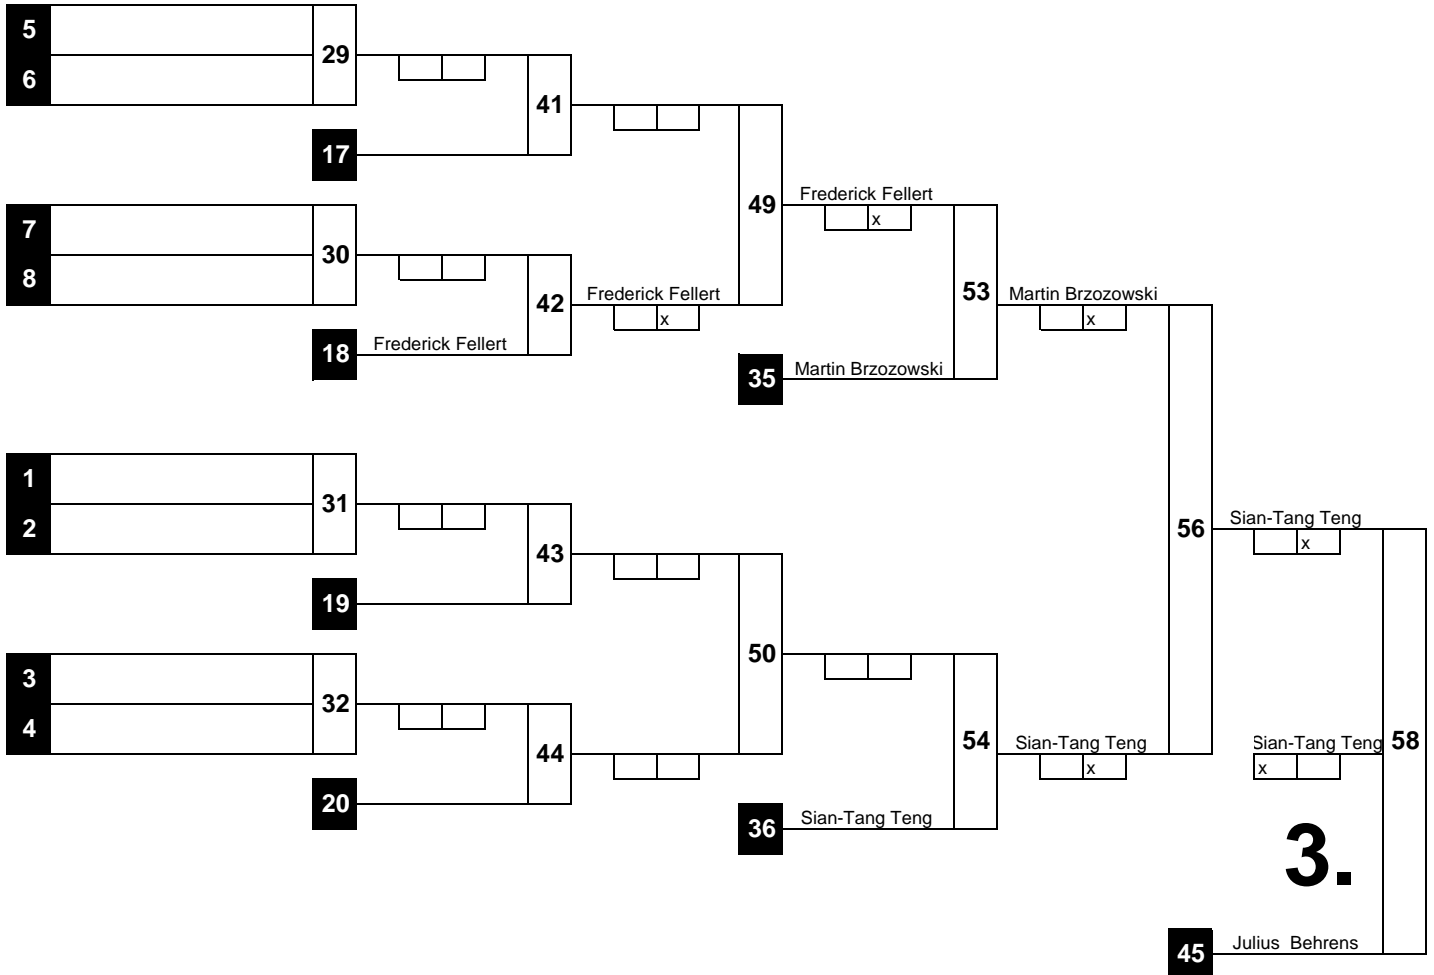 5
29
6
41
17
Frederick Fellert
7
49
x
30
8
53
Frederick Fellert
Martin Brzozowski
42
x
x
18
Frederick Fellert
35
Martin Brzozowski
1
31
2
56
Sian-Tang Teng
x
43
19
50
3
32
4
54
Sian-Tang Teng
Sian-Tang Teng
58
44
x
x
20
36
Sian-Tang Teng
3.
45
Julius Behrens